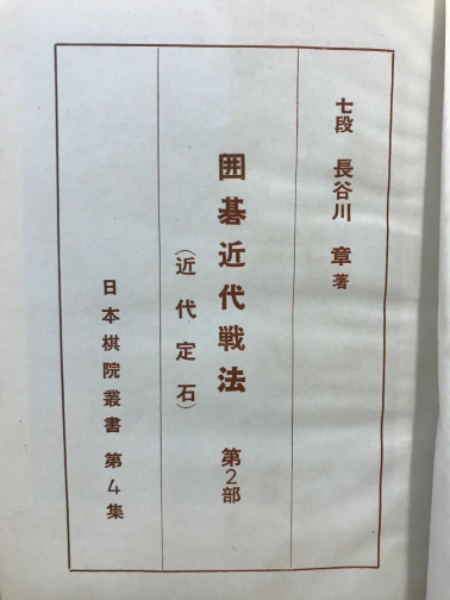 七段 長谷川 章 著
囲碁近代戦法 第2部
(近代定石)
日本棋院叢書 第4集